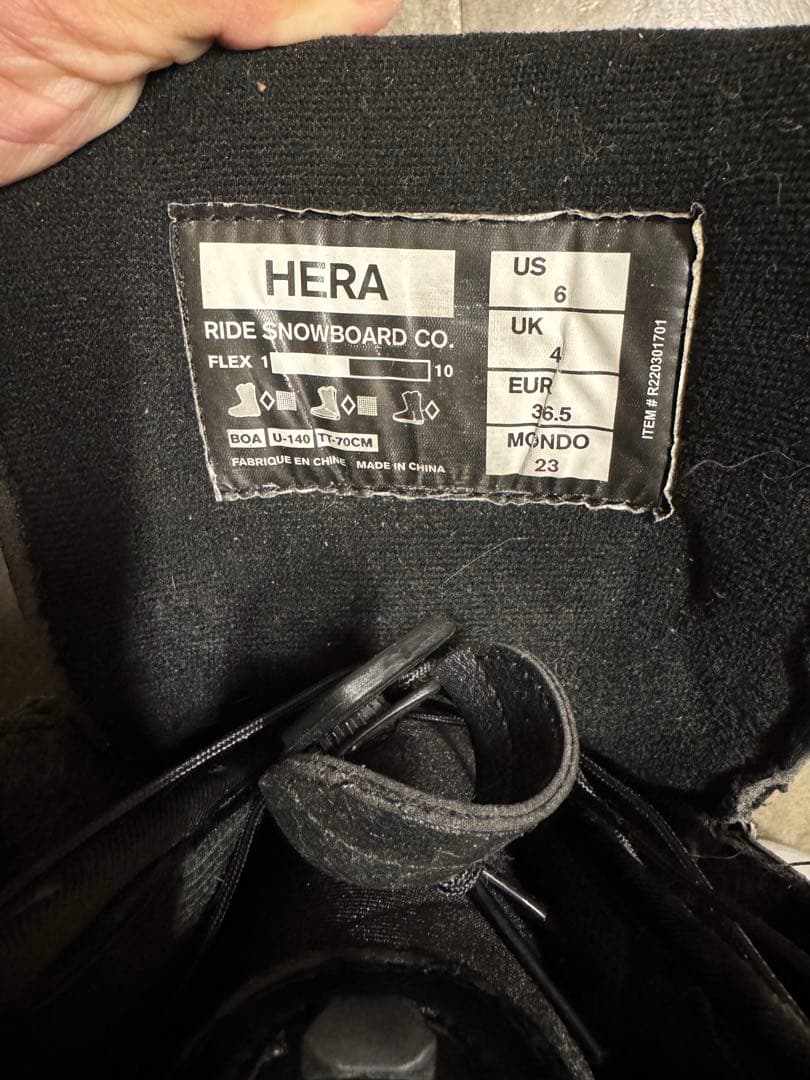 HERA
RIDE SNOWBOARD CO.
FLEX 1 10
BOA U-140 TT-70CM
FABRIQUE EN CHINE MADE IN CHINA
US
6
UK
4
EUR
36.5
MONDO
23
ITEM # R220301701